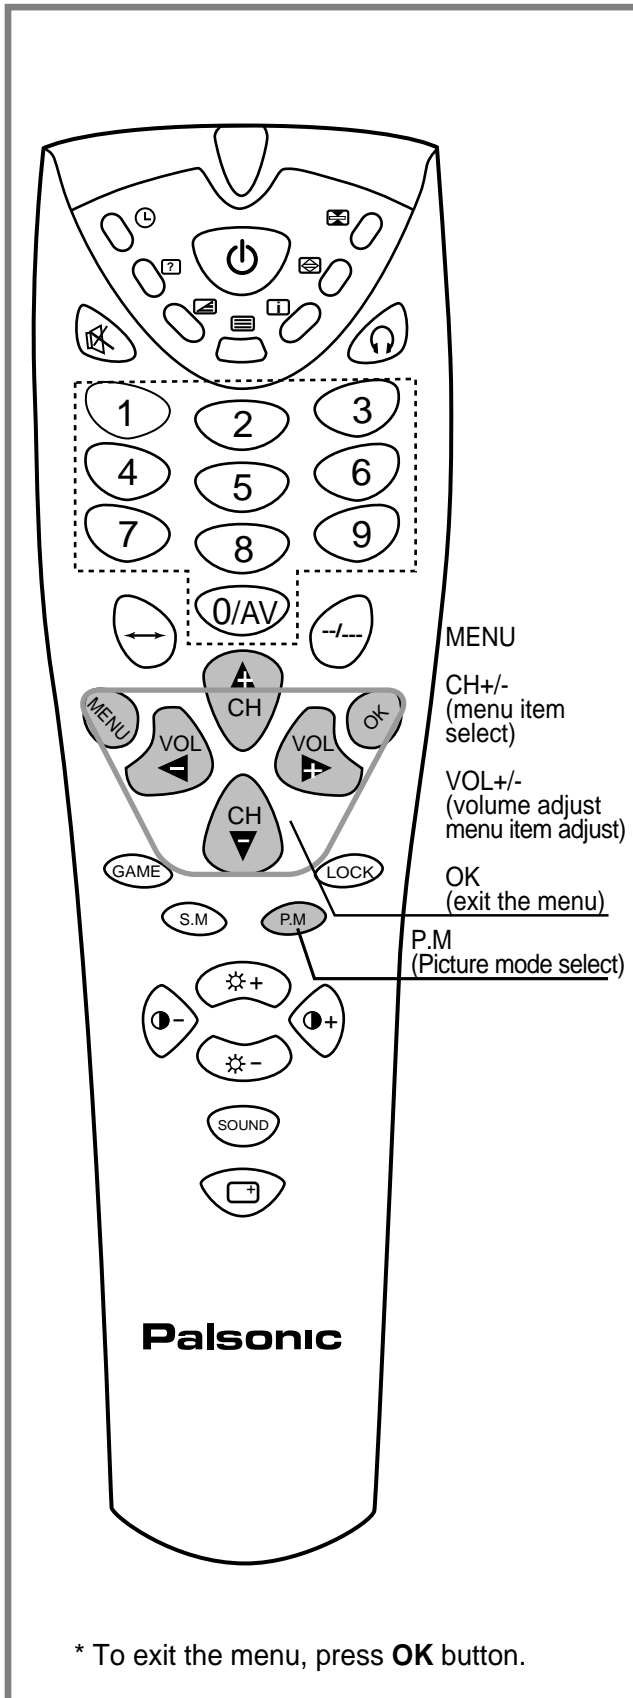 ?
i
1 2 3
4 5 6
7 8 9
0/AV --/---
MENU
+
CH
OK
VOL
-
VOL
+
CH
-
GAME LOCK
S.M P.M
+
- +
-
SOUND
+
Palsonic
MENU
CH+/-
(menu item
select)
VOL+/-
(volume adjust
menu item adjust)
OK
(exit the menu)
P.M
(Picture mode select)
* To exit the menu, press OK button.